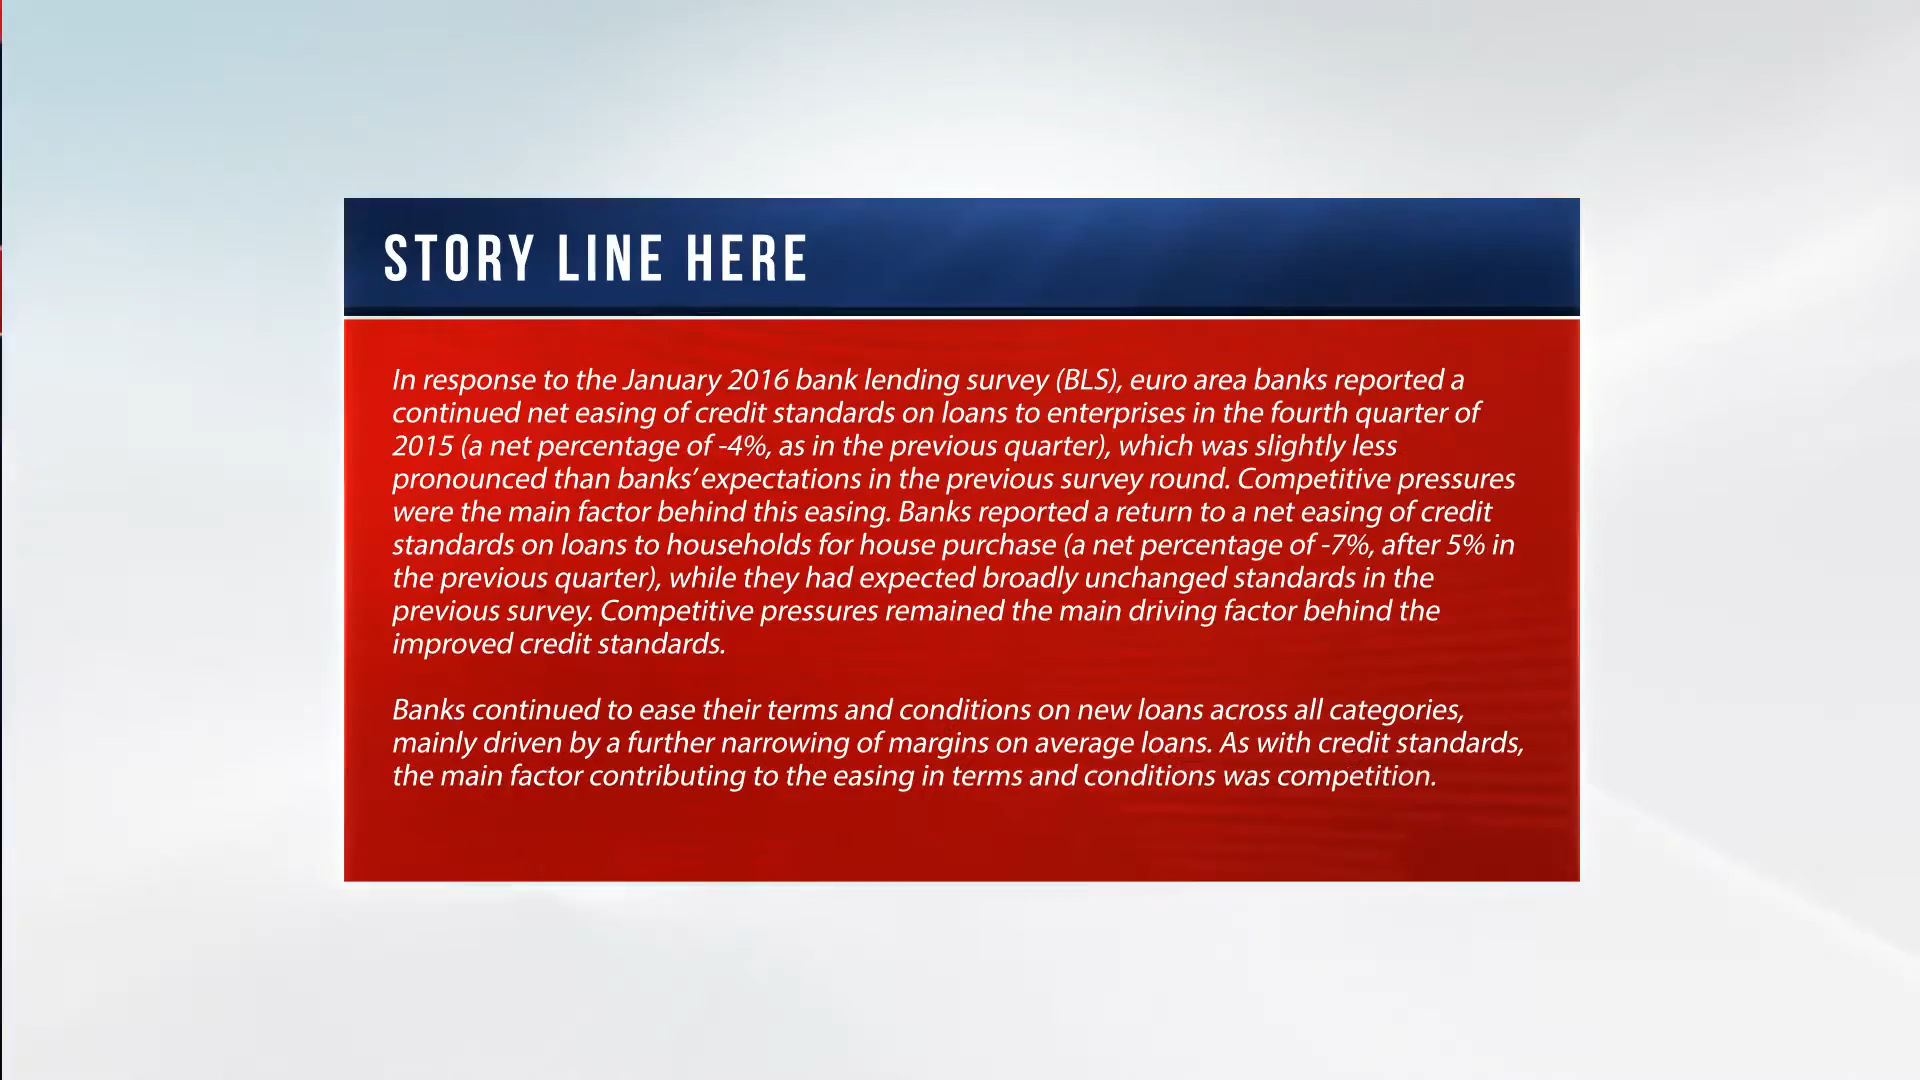 STORY LINE HERE
In response to the January 2016 bank lending survey (BLS), euro area banks reported a
continued net easing of credit standards on loans to enterprises in the fourth quarter of
2015 (a net percentage of -4%, as in the previous quarter), which was slightly less
pronounced than banks’ expectations in the previous survey round. Competitive pressures
were the main factor behind this easing. Banks reported a return to a net easing of credit
standards on loans to households for house purchase (a net percentage of -7%, after 5% in
the previous quarter), while they had expected broadly unchanged standards in the
previous survey. Competitive pressures remained the main driving factor behind the
improved credit standards.
Banks continued to ease their terms and conditions on new loans across all categories,
mainly driven by a further narrowing of margins on average loans. As with credit standards,
the main factor contributing to the easing in terms and conditions was competition.